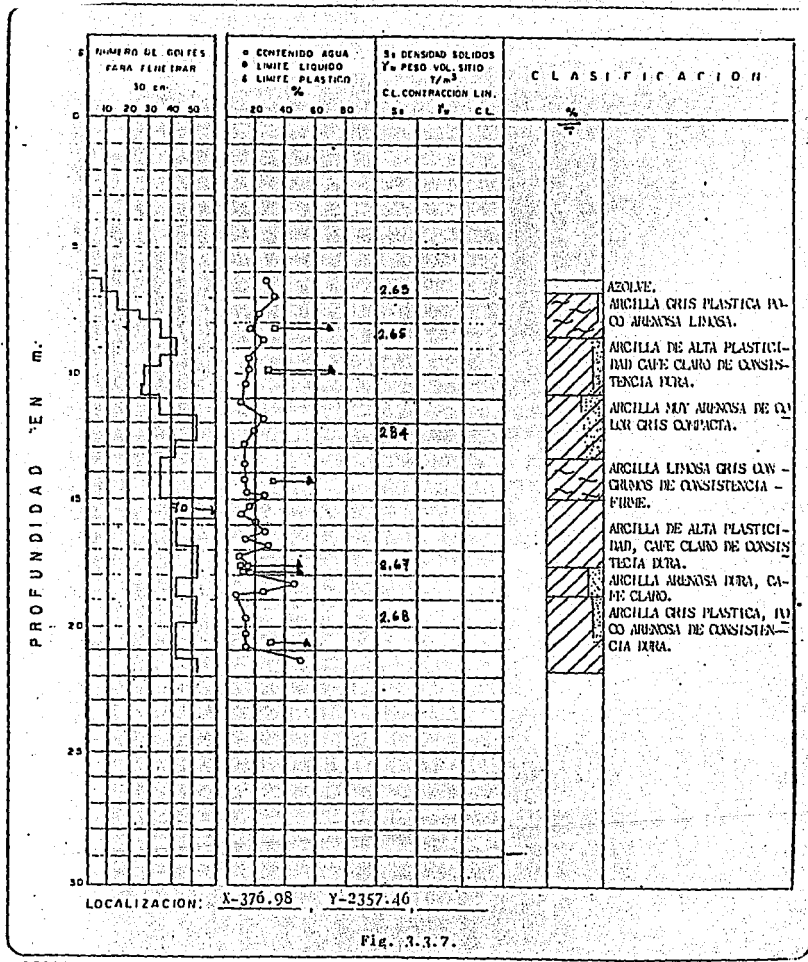 NUMERO DE GOLPES
PARA PENETRAR
30 cm.
10 20 30 40 50
CONTENIDO AGUA
LIMITE LIQUIDO
LIMITE PLASTICO
%
20 40 60 80
Ss DENSIDAD SOLIDOS
γm PESO VOL. SITIO
T/m³
C.L. CONTRACCION LIN.
Ss γm C.L.
CLASIFICACION
%
PROFUNDIDAD EN m.
0
5
10
15
20
25
30
2.65
2.65
2.84
2.67
2.68
AZOLVE.
ARCILLA GRIS PLASTICA PO-
CO ARENOSA LIMOSA.
ARCILLA DE ALTA PLASTICI-
DAD CAFE CLARO DE CONSIS-
TENCIA DURA.
ARCILLA MUY ARENOSA DE CO
LOR GRIS COMPACTA.
ARCILLA LIMOSA GRIS CON -
GRUMOS DE CONSISTENCIA -
FIRME.
ARCILLA DE ALTA PLASTICI-
DAD, CAFE CLARO DE CONSIS
TECIA DURA.
ARCILLA ARENOSA DURA, CA-
FE CLARO.
ARCILLA GRIS PLASTICA, PO
CO ARENOSA DE CONSISTEN-
CIA DURA.
LOCALIZACION: X-376.98 , Y-2357.46,
Fig. 3.3.7.